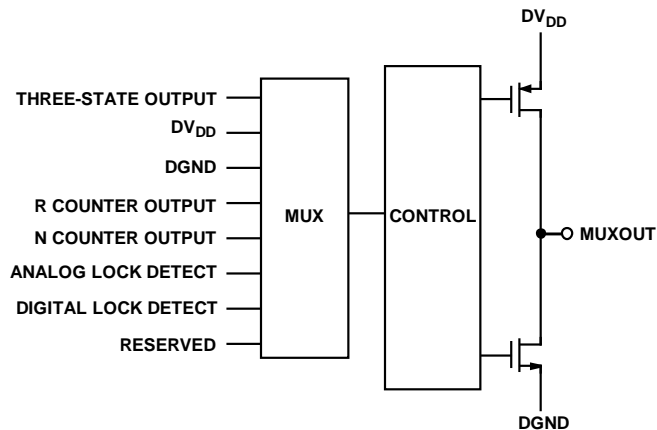 DVDD
THREE-STATE OUTPUT
DVDD
DGND
R COUNTER OUTPUT
N COUNTER OUTPUT
ANALOG LOCK DETECT
DIGITAL LOCK DETECT
RESERVED
MUX
CONTROL
MUXOUT
DGND